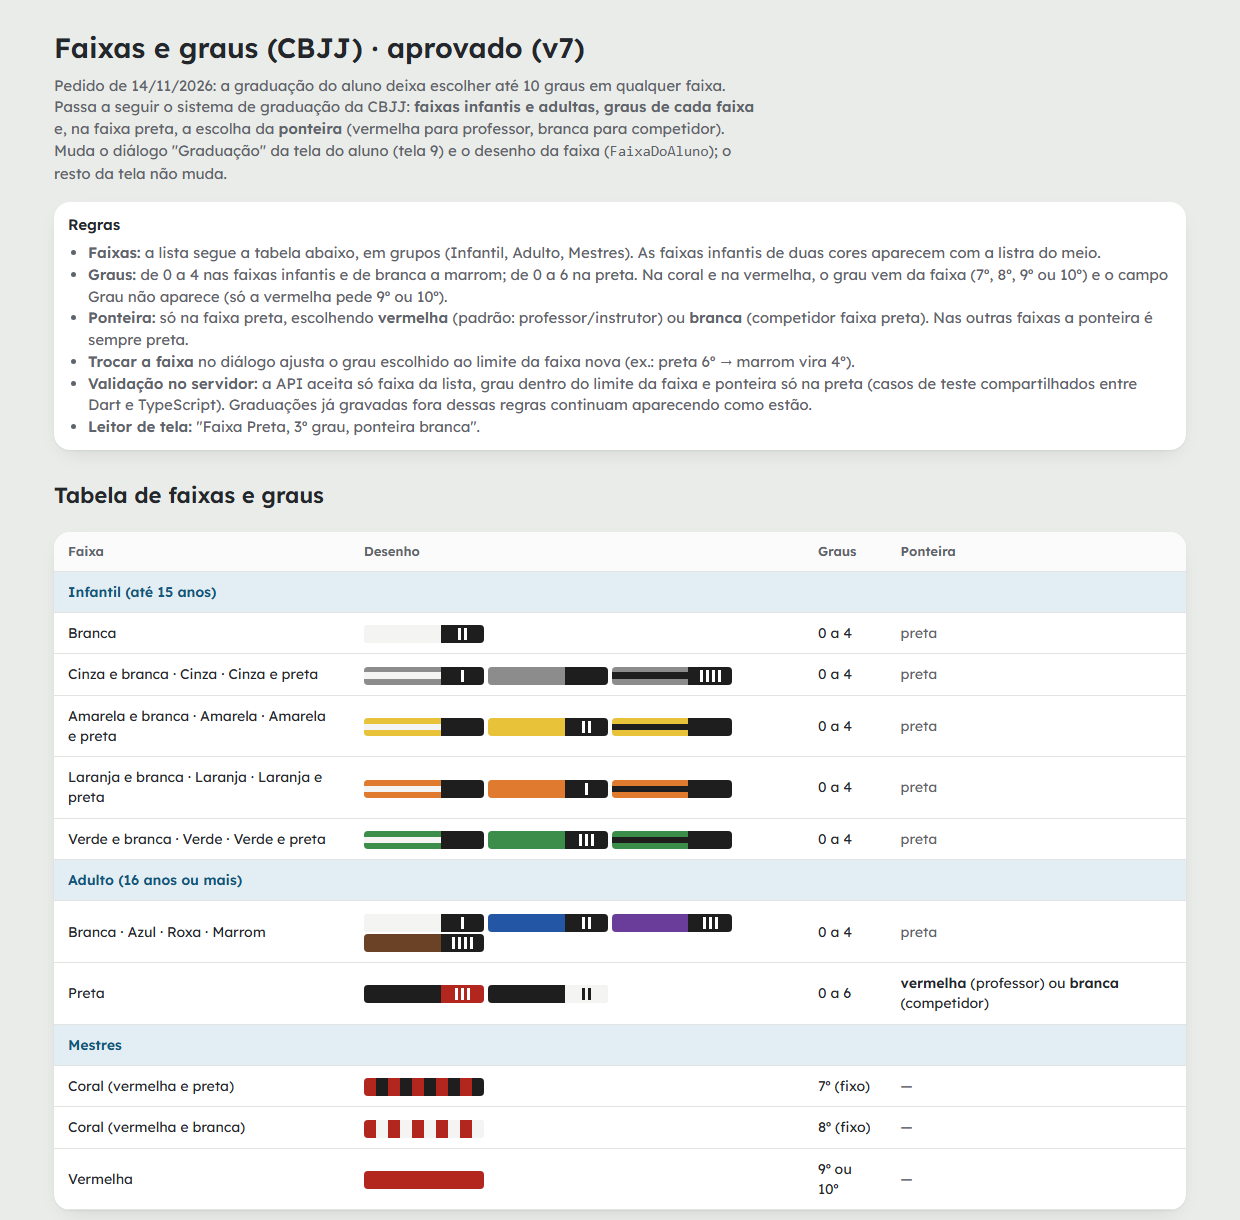 Faixas e graus (CBJJ) · aprovado (v7)
Pedido de 14/11/2026: a graduação do aluno deixa escolher até 10 graus em qualquer faixa.
Passa a seguir o sistema de graduação da CBJJ: faixas infantis e adultas, graus de cada faixa
e, na faixa preta, a escolha da ponteira (vermelha para professor, branca para competidor).
Muda o diálogo "Graduação" da tela do aluno (tela 9) e o desenho da faixa (FaixaDoAluno); o
resto da tela não muda.
Regras
• Faixas: a lista segue a tabela abaixo, em grupos (Infantil, Adulto, Mestres). As faixas infantis de duas cores aparecem com a listra do meio.
• Graus: de 0 a 4 nas faixas infantis e de branca a marrom; de 0 a 6 na preta. Na coral e na vermelha, o grau vem da faixa (7º, 8º, 9º ou 10º) e o campo
Grau não aparece (só a vermelha pede 9º ou 10º).
• Ponteira: só na faixa preta, escolhendo vermelha (padrão: professor/instrutor) ou branca (competidor faixa preta). Nas outras faixas a ponteira é
sempre preta.
• Trocar a faixa no diálogo ajusta o grau escolhido ao limite da faixa nova (ex.: preta 6º → marrom vira 4º).
• Validação no servidor: a API aceita só faixa da lista, grau dentro do limite da faixa e ponteira só na preta (casos de teste compartilhados entre
Dart e TypeScript). Graduações já gravadas fora dessas regras continuam aparecendo como estão.
• Leitor de tela: "Faixa Preta, 3º grau, ponteira branca".
Tabela de faixas e graus
Faixa Desenho Graus Ponteira
Infantil (até 15 anos)
Branca 0 a 4 preta
Cinza e branca · Cinza · Cinza e preta 0 a 4 preta
Amarela e branca · Amarela · Amarela
e preta 0 a 4 preta
Laranja e branca · Laranja · Laranja e
preta 0 a 4 preta
Verde e branca · Verde · Verde e preta 0 a 4 preta
Adulto (16 anos ou mais)
Branca · Azul · Roxa · Marrom 0 a 4 preta
Preta 0 a 6 vermelha (professor) ou branca
(competidor)
Mestres
Coral (vermelha e preta) 7º (fixo) —
Coral (vermelha e branca) 8º (fixo) —
Vermelha 9º ou
10º —